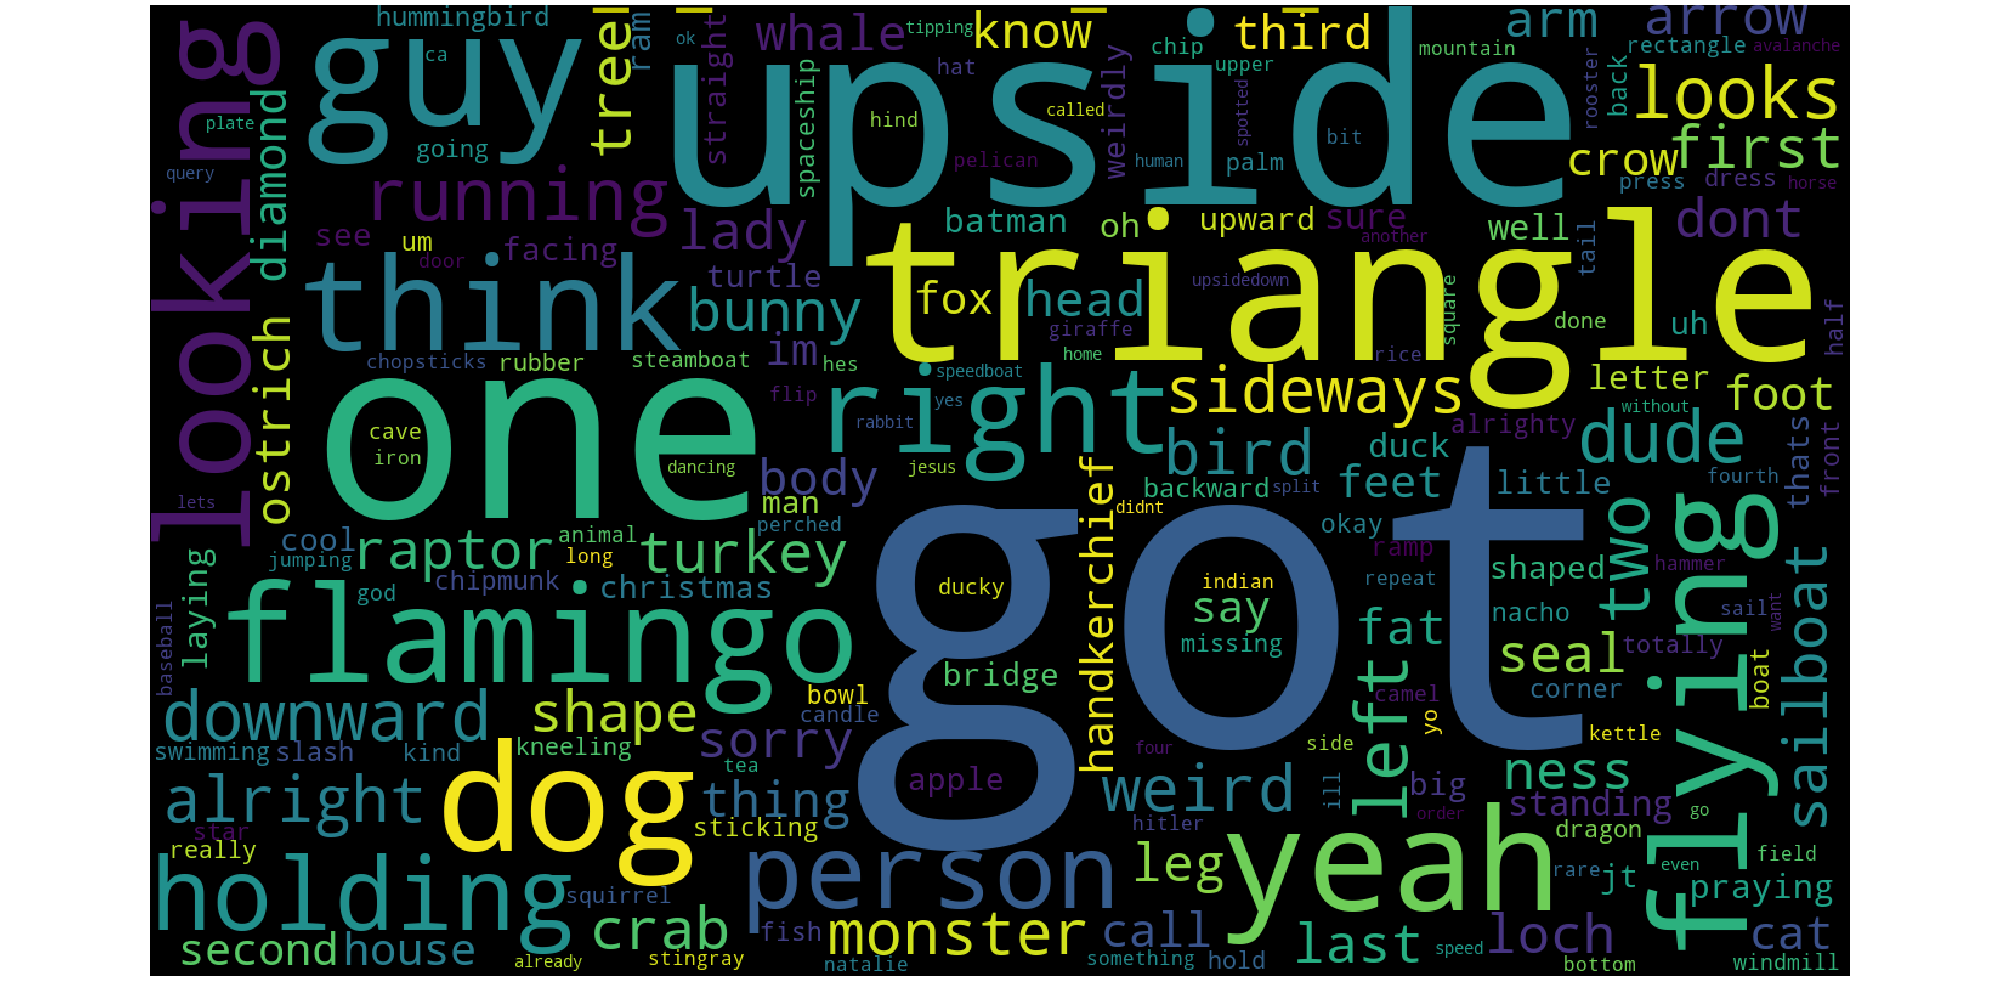 hummingbird
tree
ram
ok
straight
whale
tipping
know
chip
third
arm
arrow
mountain
rectangle
avalanche
looking
guy
ca
upside
hat
weirdly
upper
rooster
back
looks
plate
diamond
going
spaceship
hind
called
spotted
bit
first
query
running
pelican
human
palm
crow
press
dress
horse
see
um
door
facing
lady
batman
oh
upward
sure
another
well
tail
dont
think
turtle
bunny
fox
head
triangle
upsidedown
giraffe
square
done
uh
half
ostrich
chopsticks
rubber
steamboat
im
hes
home
rice
one
flip
right
speedboat
yes
rabbit
sideways
letter
without
foot
alrighty
cave
iron
dancing
body
jesus
bird
duck
dude
thats
front
lets
man
handkerchief
backward
split
feet
little
fourth
cool
jumping
raptor
animal
long
turkey
perched
didnt
got
okay
ramp
two
flying
sailboat
hammer
laying
god
chipmunk
christmas
ducky
indian
repeat
shaped
baseball
flamingo
say
missing
fat
nacho
sail
want
seal
totally
bridge
left
camel
corner
boat
downward
shape
bowl
candle
yo
kettle
swimming
slash
kind
kneeling
sorry
tea
four
side
alright
dog
thing
apple
weird
ill
big
ness
standing
go
star
really
sticking
hitler
order
dragon
holding
person
leg
yeah
rare
jt
even
field
praying
squirrel
second
house
already
crab
stingray
fish
natalie
monster
call
something
hold
last
speed
loch
bottom
cat
windmill